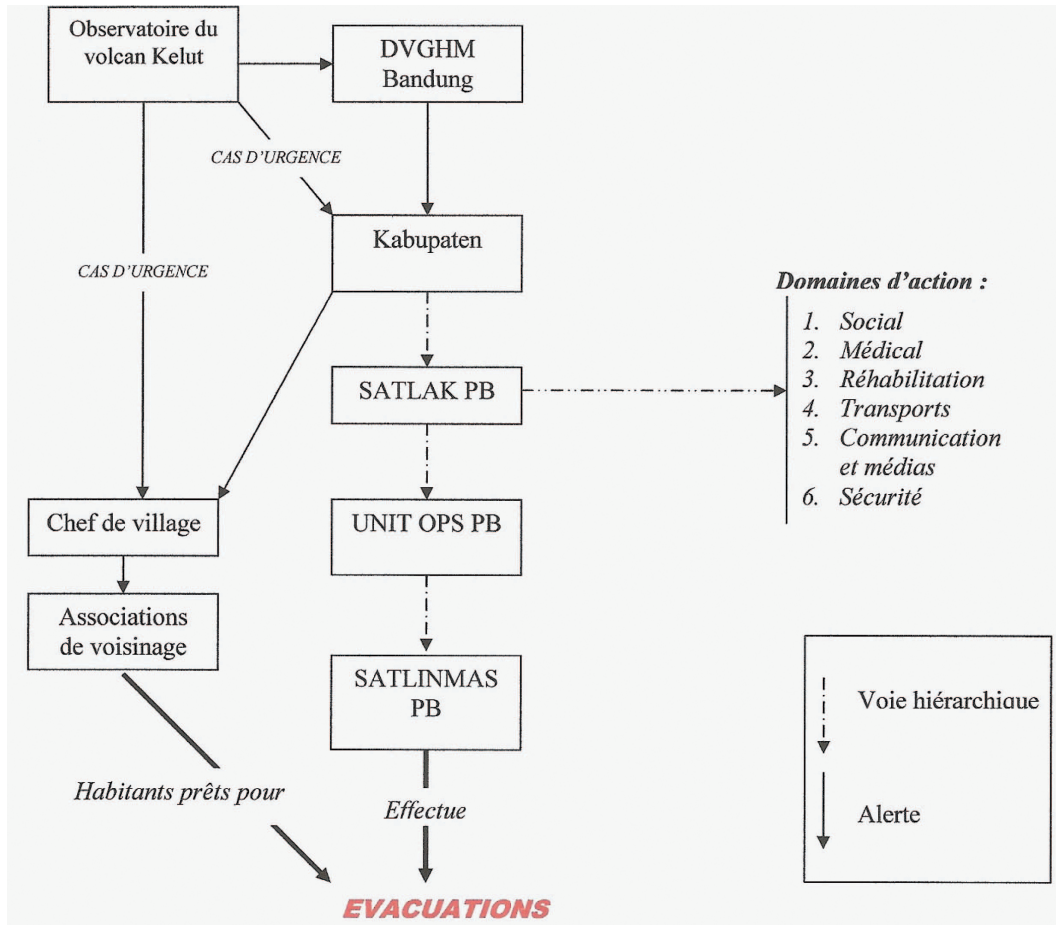 Observatoire du
volcan Kelut
DVGHM
Bandung
CAS D'URGENCE
Kabupaten
CAS D'URGENCE
Domaines d'action :
1. Social
2. Médical
3. Réhabilitation
4. Transports
5. Communication
et médias
6. Sécurité
SATLAK PB
Chef de village
UNIT OPS PB
Associations
de voisinage
SATLINMAS
PB
Voie hiérarchique
Alerte
Habitants prêts pour
Effectue
EVACUATIONS